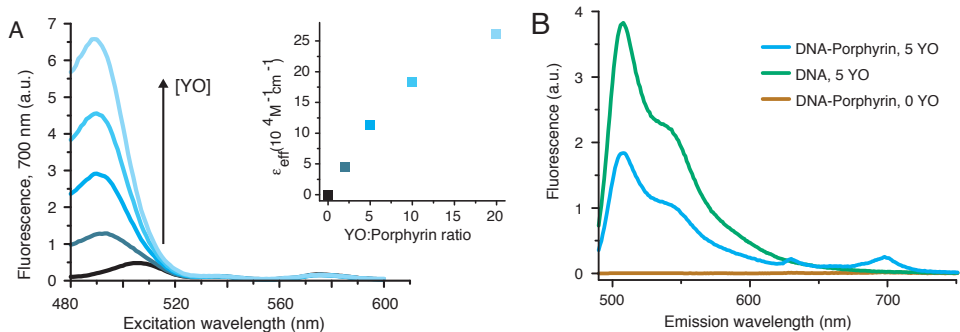 A
Fluorescence, 700 nm (a.u.)
7
6
5
4
3
2
1
0
480
520
560
600
Excitation wavelength (nm)
[YO]
ε eff(10 4 M-1cm-1)
25
20
15
10
5
0
0
5
10
15
20
YO:Porphyrin ratio
B
Fluorescence (a.u.)
4
3
2
1
0
500
600
700
Emission wavelength (nm)
DNA-Porphyrin, 5 YO
DNA, 5 YO
DNA-Porphyrin, 0 YO